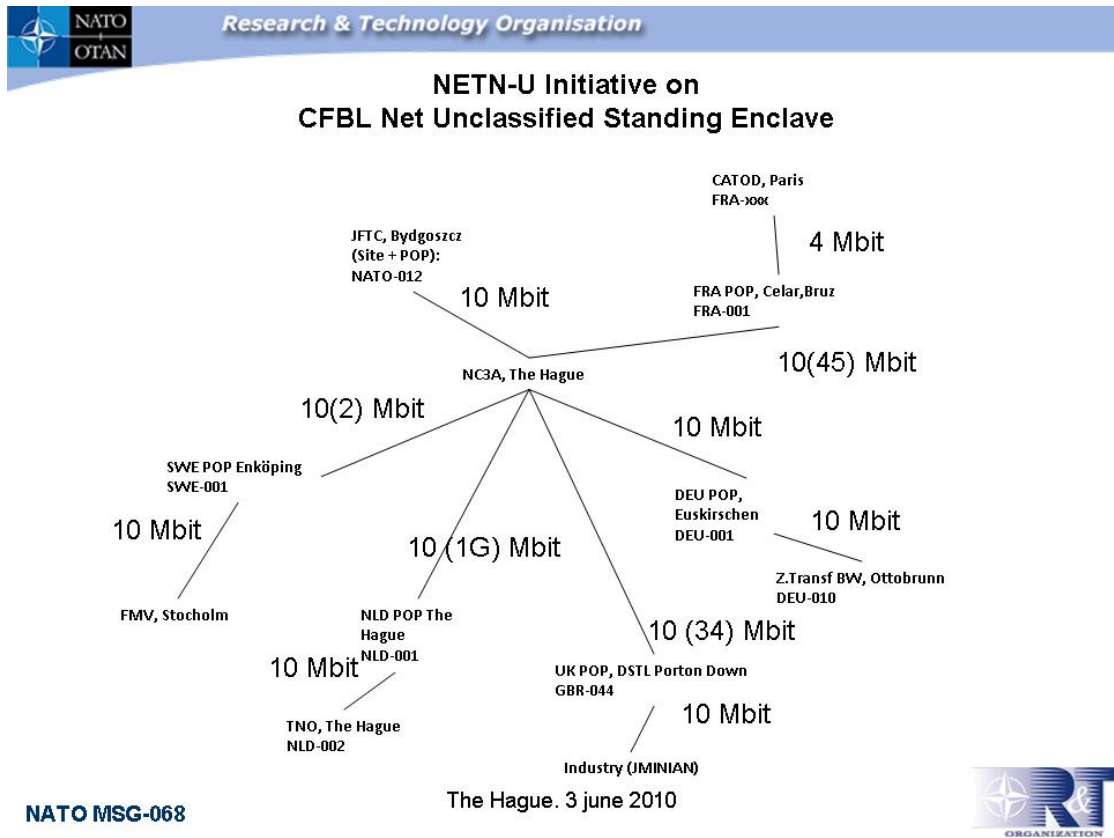 NATO
+
OTAN
Research & Technology Organisation
NETN-U Initiative on
CFBL Net Unclassified Standing Enclave
CATOD, Paris
FRA-xxx
4 Mbit
JFTC, Bydgoszcz
(Site + POP):
NATO-012
10 Mbit
FRA POP, Celar,Bruz
FRA-001
10(45) Mbit
NC3A, The Hague
10(2) Mbit
10 Mbit
SWE POP Enköping
SWE-001
DEU POP,
Euskirschen
DEU-001
10 Mbit
10 Mbit
10 (1G) Mbit
Z.Transf BW, Ottobrunn
DEU-010
FMV, Stocholm
NLD POP The
Hague
NLD-001
10 (34) Mbit
10 Mbit
UK POP, DSTL Porton Down
GBR-044
10 Mbit
TNO, The Hague
NLD-002
Industry (JMINIAN)
The Hague. 3 june 2010
NATO MSG-068
R&T
ORGANIZATION